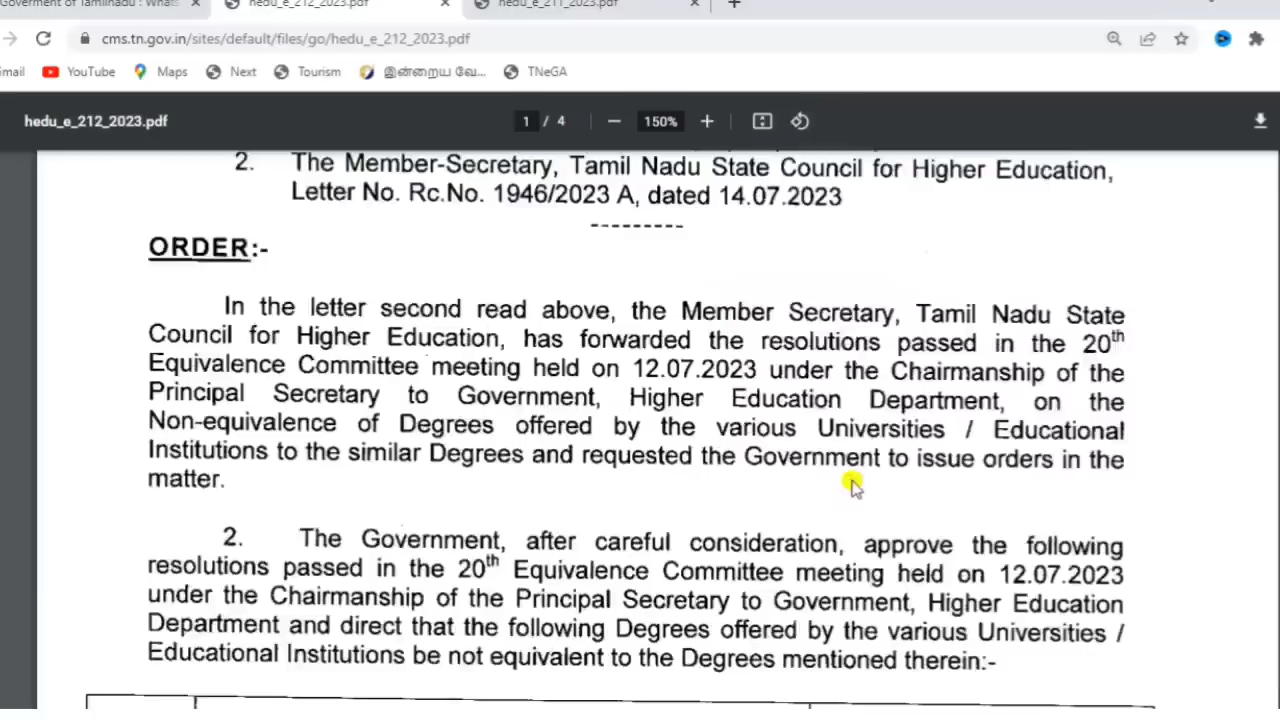 Goverment of Tamilnadu : Whats
hedu_e_212_2023.pdf
hedu_e_211_2023.pdf
cms.tn.gov.in/sites/default/files/go/hedu_e_212_2023.pdf
Gmail YouTube Maps Next Tourism இன்றைய வே... TNeGA
hedu_e_212_2023.pdf 1 / 4 150%
2. The Member-Secretary, Tamil Nadu State Council for Higher Education,
Letter No. Rc.No. 1946/2023 A, dated 14.07.2023
---------
ORDER:-
In the letter second read above, the Member Secretary, Tamil Nadu State
Council for Higher Education, has forwarded the resolutions passed in the 20th
Equivalence Committee meeting held on 12.07.2023 under the Chairmanship of the
Principal Secretary to Government, Higher Education Department, on the
Non-equivalence of Degrees offered by the various Universities / Educational
Institutions to the similar Degrees and requested the Government to issue orders in the
matter.
2. The Government, after careful consideration, approve the following
resolutions passed in the 20th Equivalence Committee meeting held on 12.07.2023
under the Chairmanship of the Principal Secretary to Government, Higher Education
Department and direct that the following Degrees offered by the various Universities /
Educational Institutions be not equivalent to the Degrees mentioned therein:-